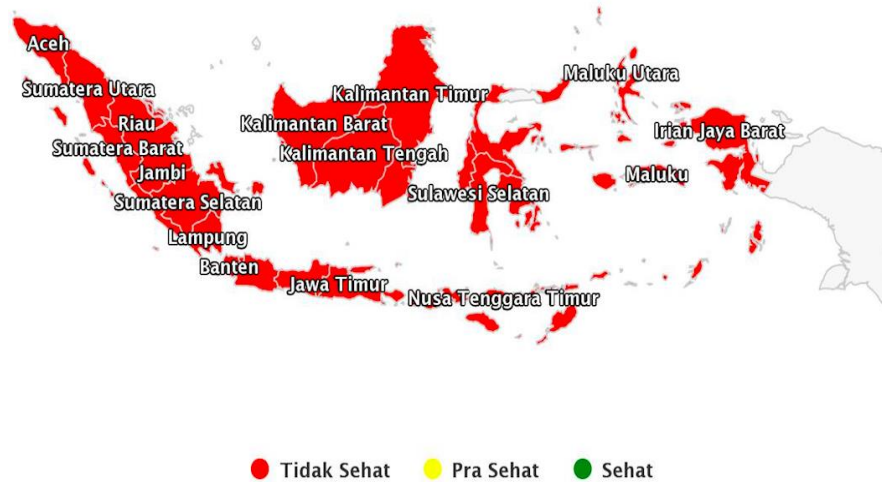 Aceh
Maluku Utara
Sumatera Utara
Kalimantan Timur
Riau
Kalimantan Barat
Irian Jaya Barat
Sumatera Barat
Kalimantan Tengah
Jambi
Maluku
Sulawesi Selatan
Sumatera Selatan
Lampung
Banten
Jawa Timur
Nusa Tenggara Timur
Tidak Sehat
Pra Sehat
Sehat